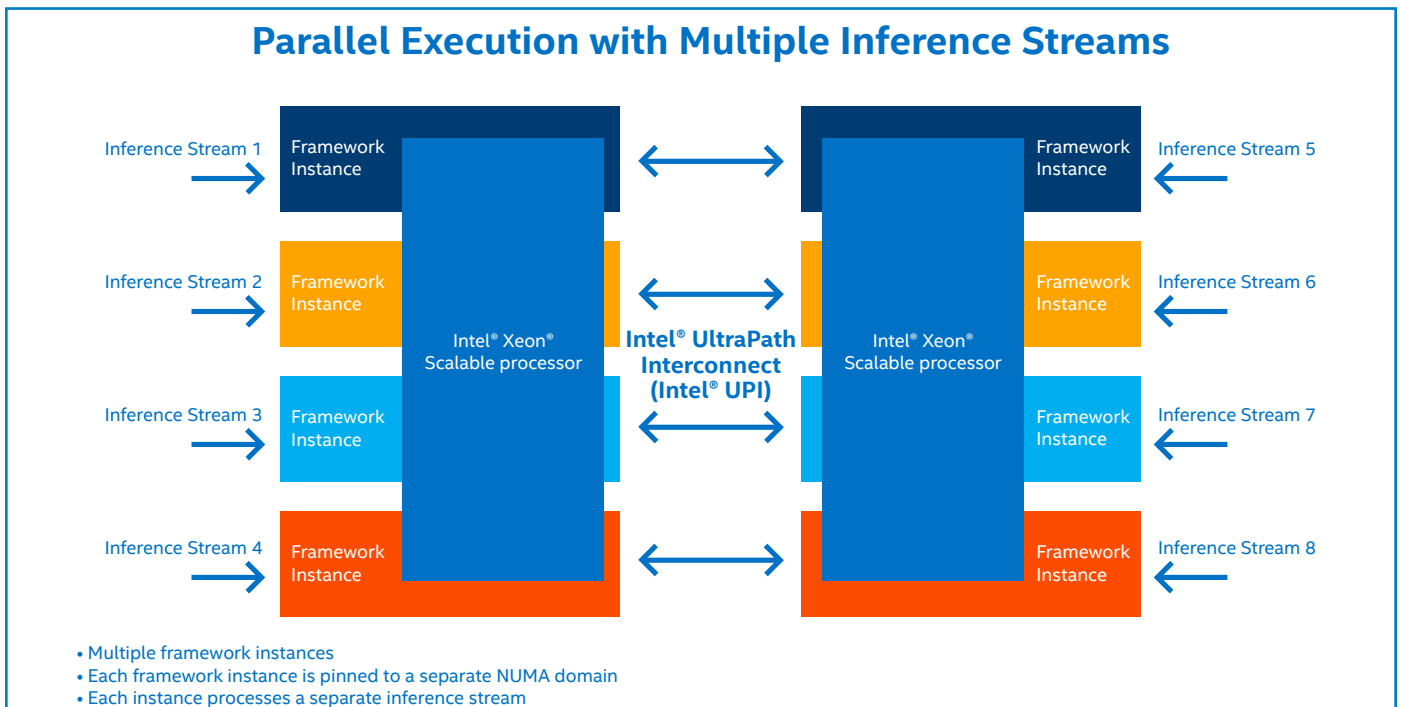 Parallel Execution with Multiple Inference Streams
Inference Stream 1
Framework
Instance
Framework
Instance
Inference Stream 5
Inference Stream 2
Framework
Instance
Framework
Instance
Inference Stream 6
Intel® Xeon®
Scalable processor
Intel® UltraPath
Interconnect
(Intel® UPI)
Intel® Xeon®
Scalable processor
Inference Stream 3
Framework
Instance
Framework
Instance
Inference Stream 7
Inference Stream 4
Framework
Instance
Framework
Instance
Inference Stream 8
• Multiple framework instances
• Each framework instance is pinned to a separate NUMA domain
• Each instance processes a separate inference stream